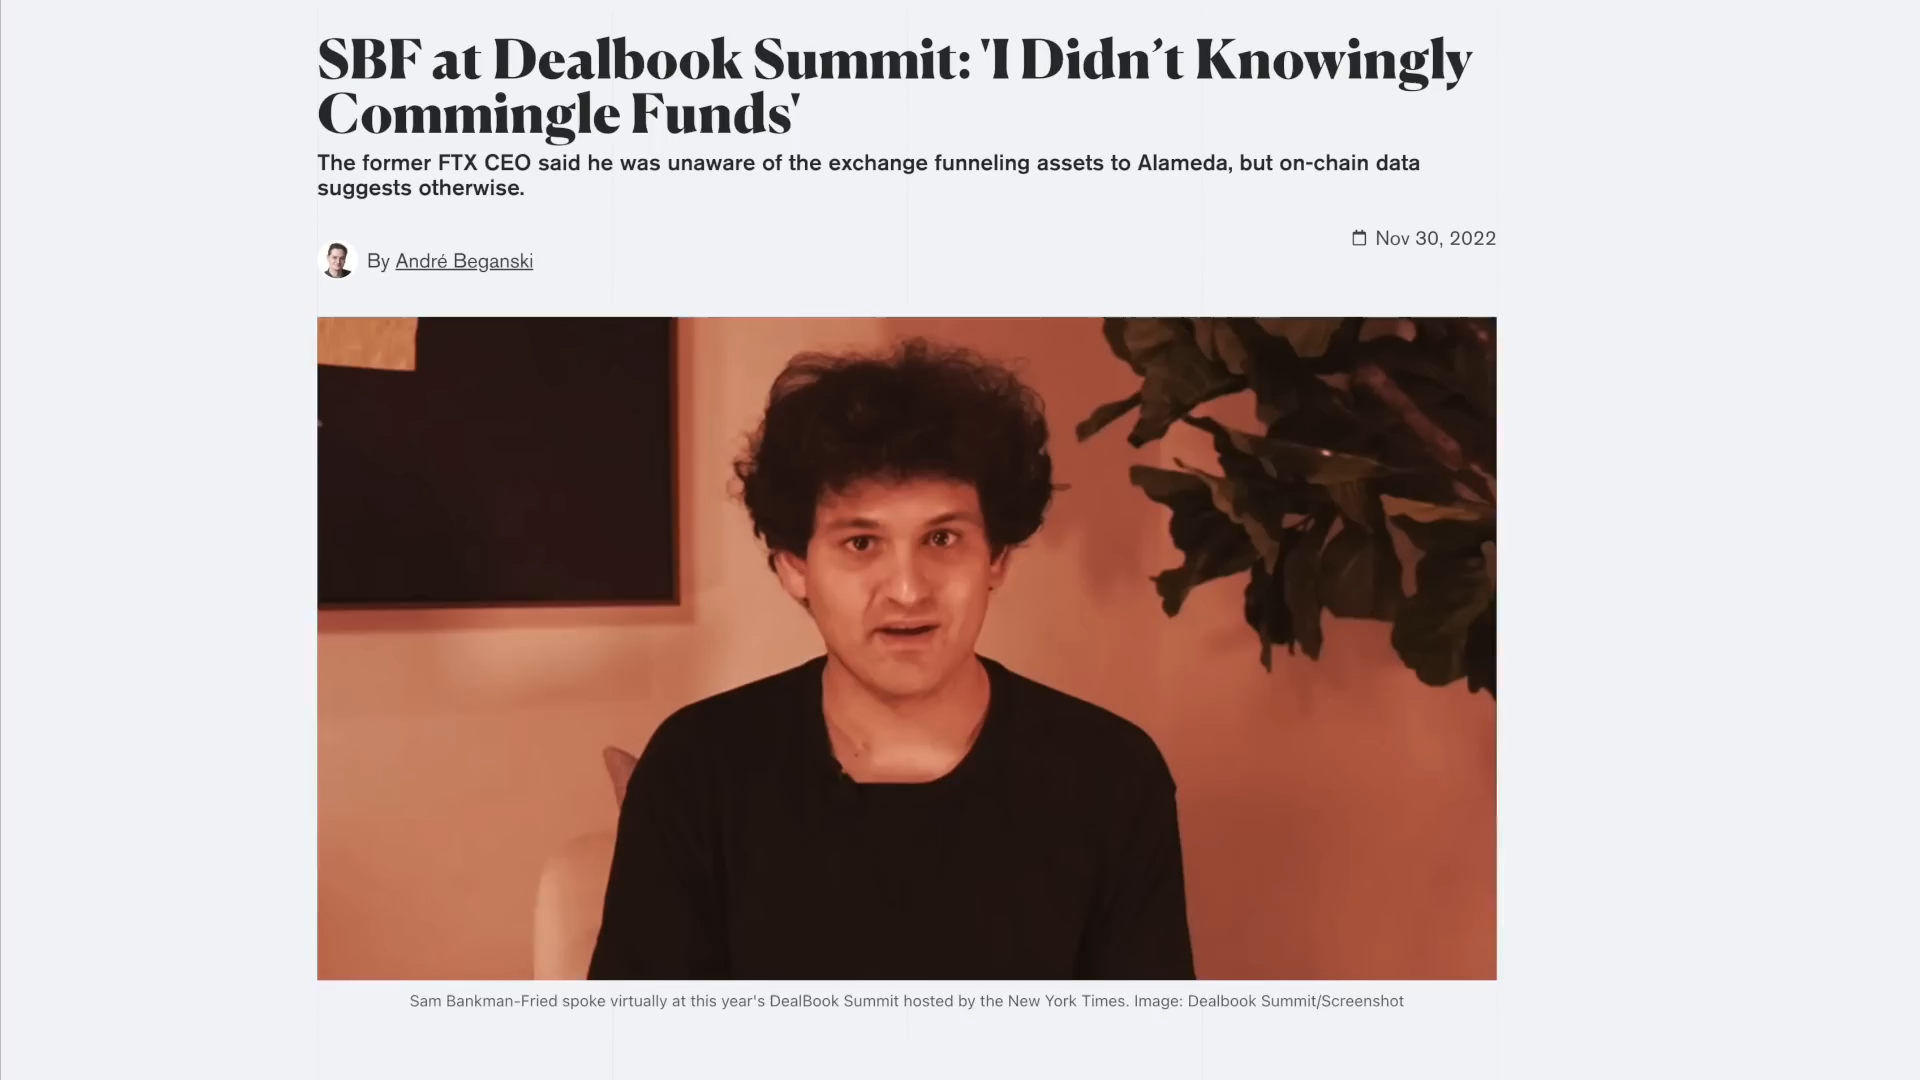 SBF at Dealbook Summit: 'I Didn’t Knowingly
Commingle Funds'
The former FTX CEO said he was unaware of the exchange funneling assets to Alameda, but on-chain data
suggests otherwise.
Nov 30, 2022
By André Beganski
Sam Bankman-Fried spoke virtually at this year's DealBook Summit hosted by the New York Times. Image: Dealbook Summit/Screenshot